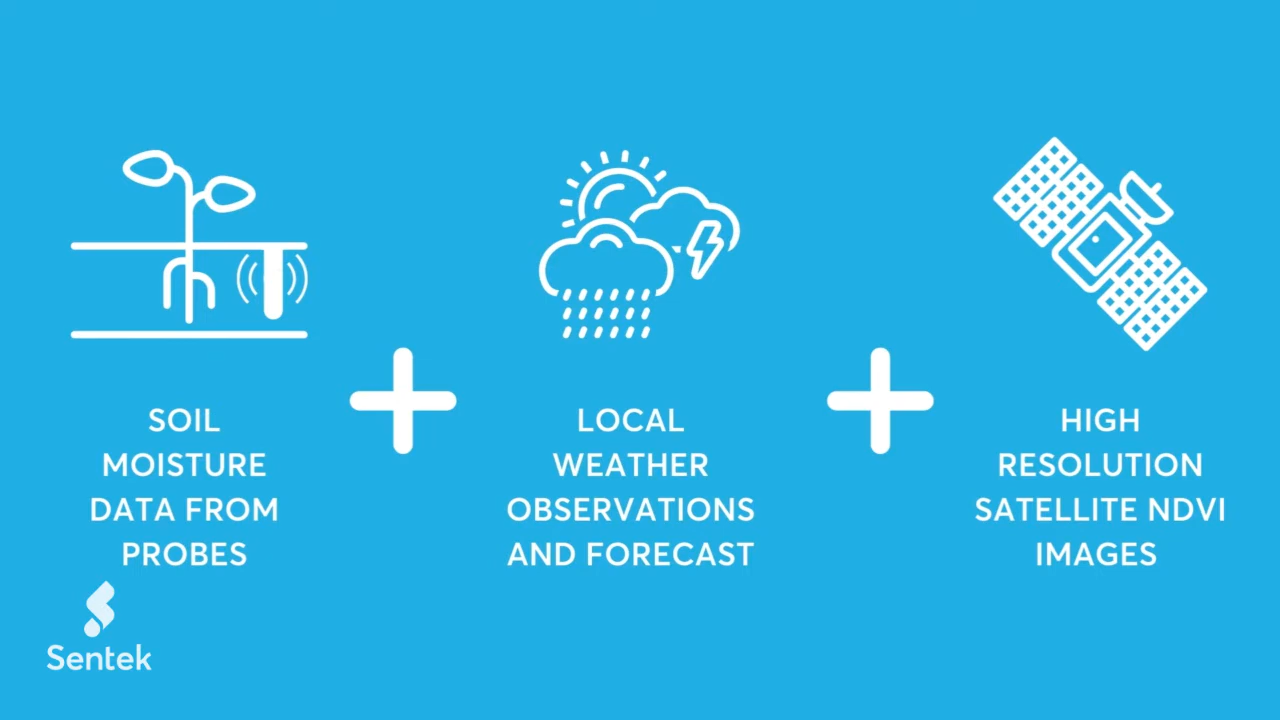 SOIL
MOISTURE
DATA FROM
PROBES
LOCAL
WEATHER
OBSERVATIONS
AND FORECAST
HIGH
RESOLUTION
SATELLITE NDVI
IMAGES
Sentek